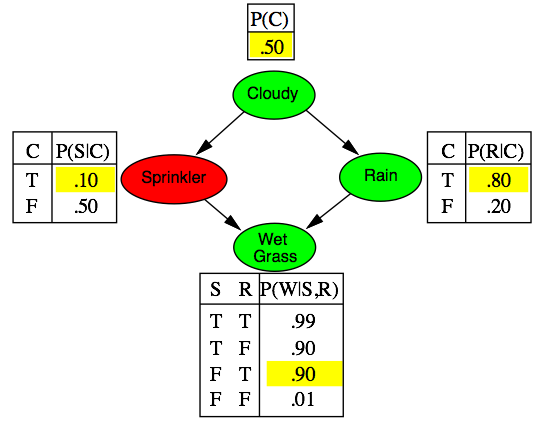 P(C)
.50
Cloudy
C P(S|C)
T .10
F .50
Sprinkler
Rain
C P(R|C)
T .80
F .20
Wet
Grass
S R P(W|S,R)
T T .99
T F .90
F T .90
F F .01